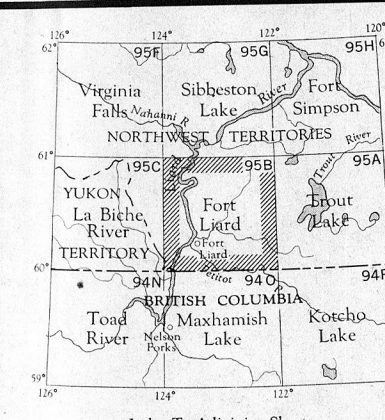 126° 124° 122° 120°
62°
95F 95G 95H
Virginia
Falls
Sibbeston
Lake
Fort
Simpson
Nahanni R
River
NORTHWEST TERRITORIES
61°
95C 95B 95A
River
Trout
Liard
YUKON
La Biche
River
TERRITORY
Fort
Liard
Fort
Liard
Trout
Lake
60°
Petitot
R
94N 94O 94P
BRITISH COLUMBIA
Toad
River
Nelson
Forks
Maxhamish
Lake
Kotcho
Lake
59°
126° 124° 122° 120°